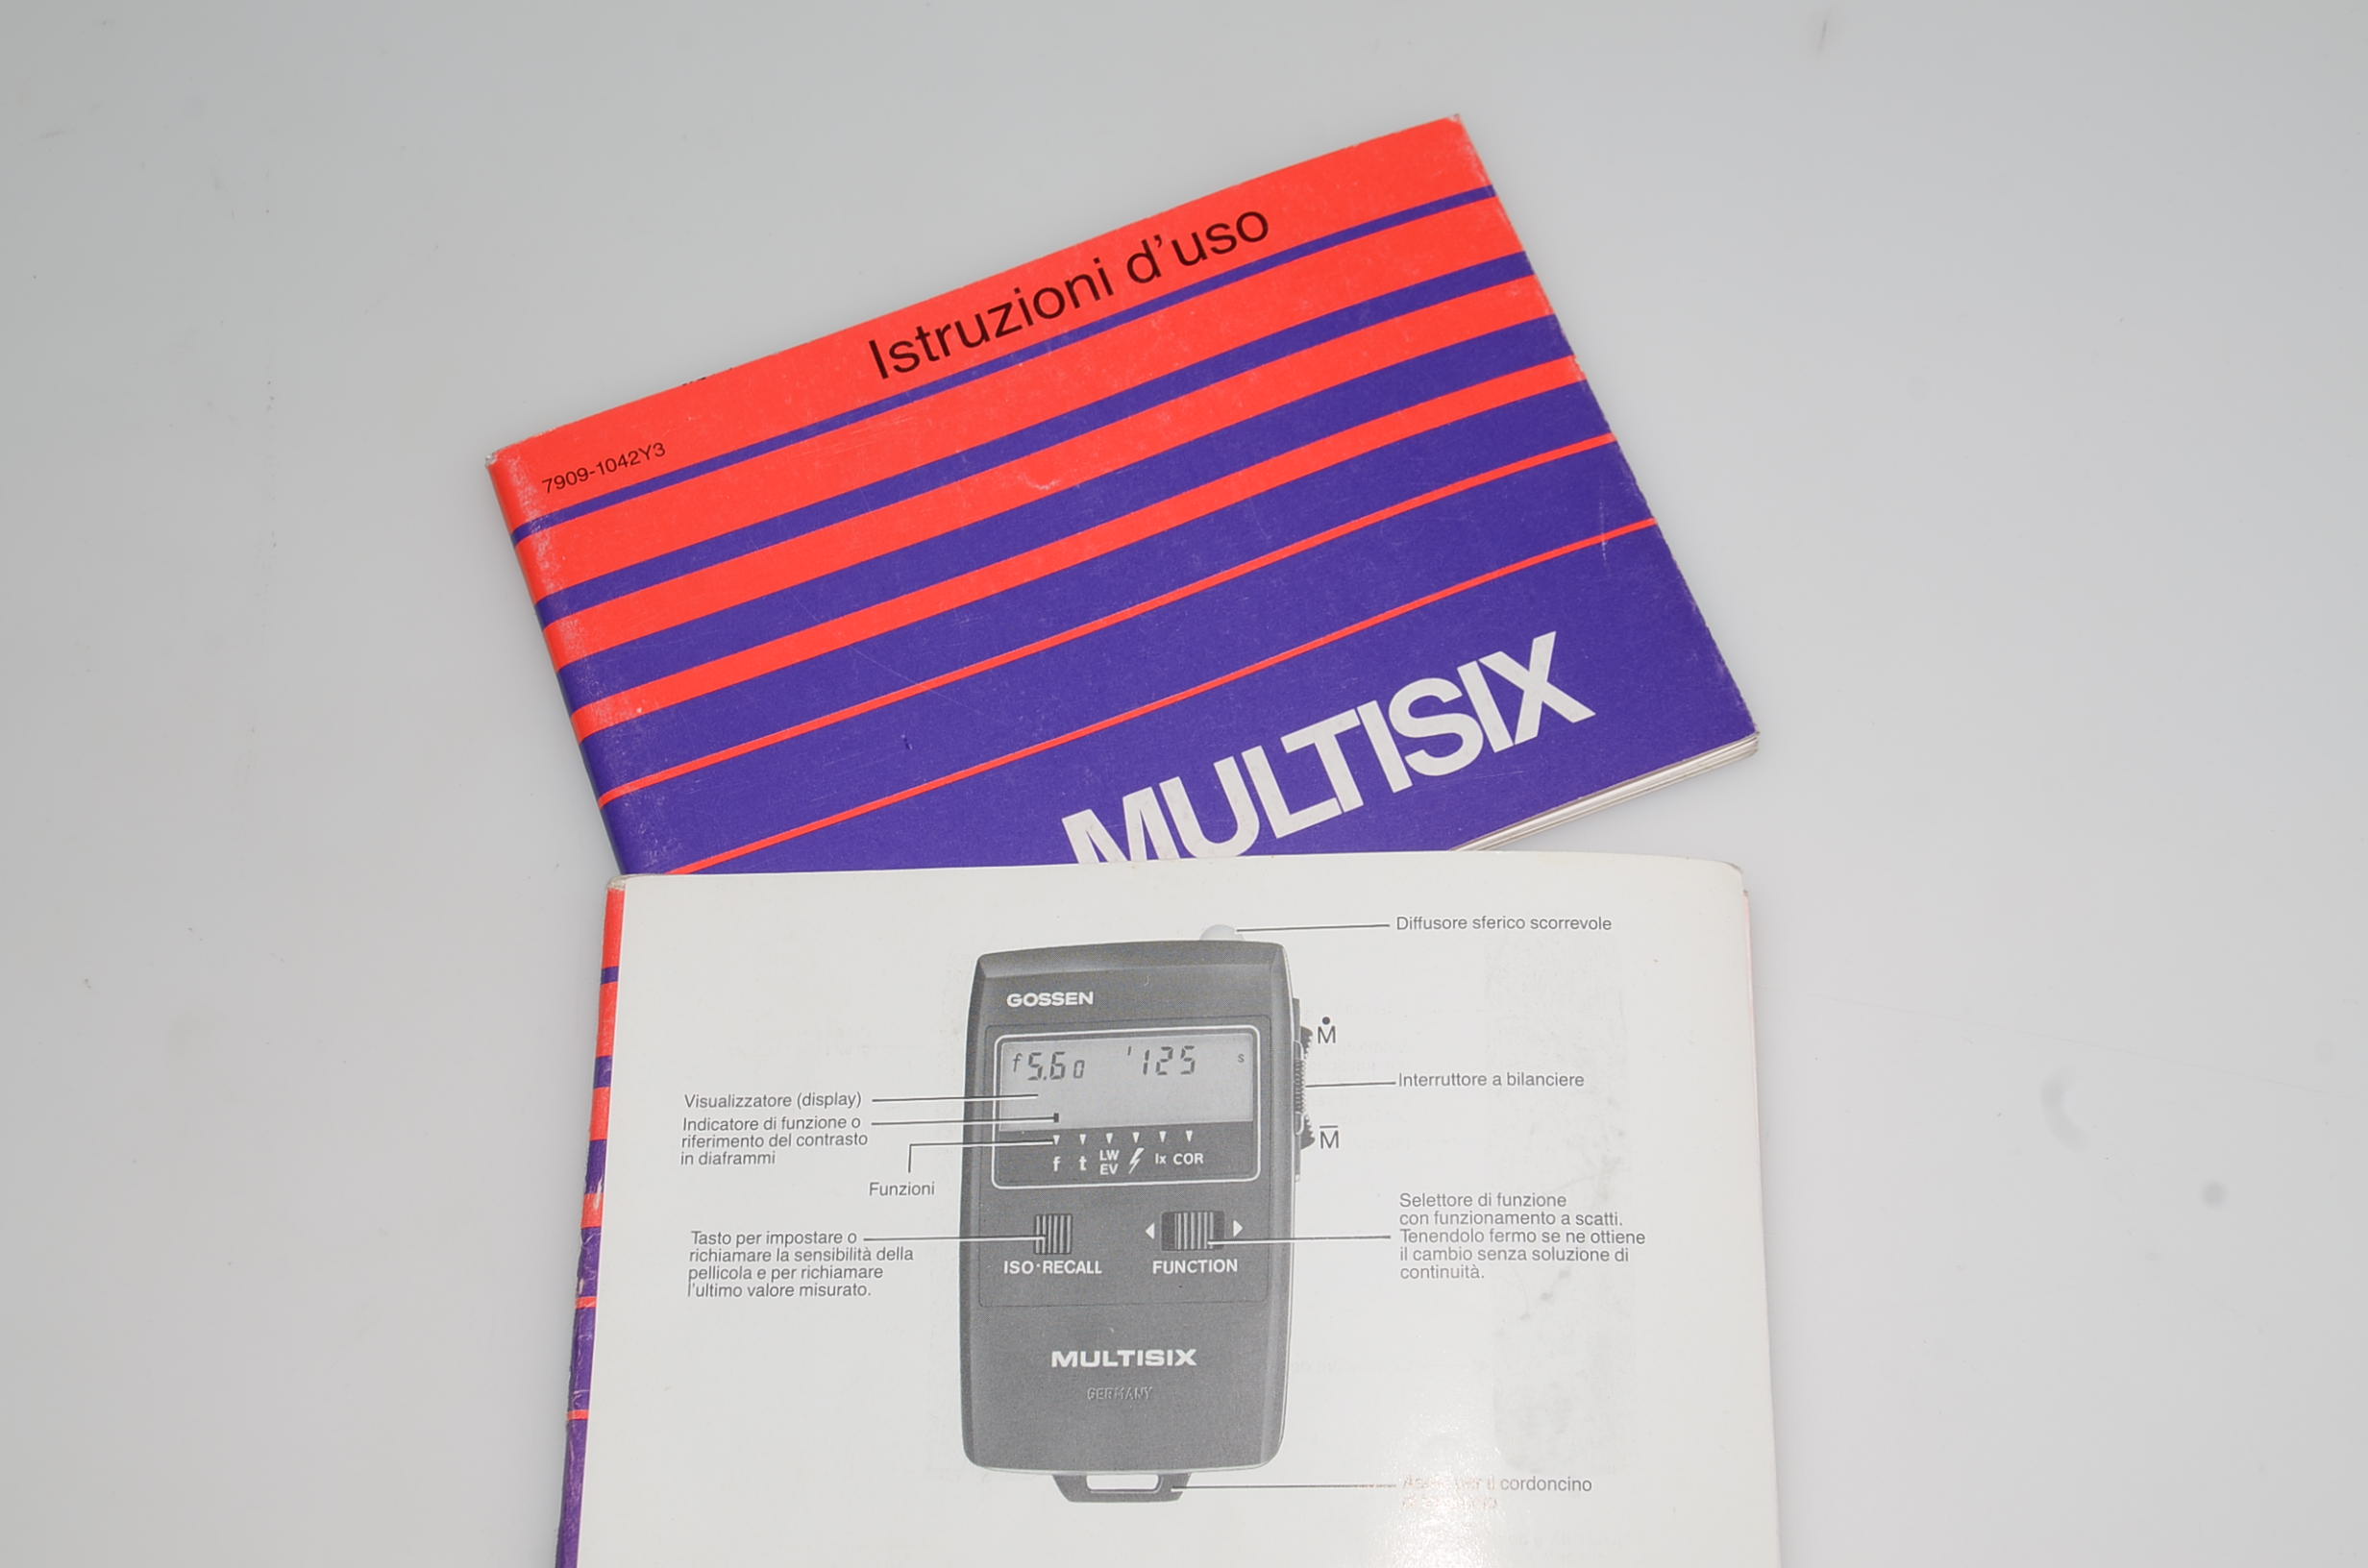 Istruzioni d'uso
7909-1042Y3
MULTISIX
Diffusore sferico scorrevole
GOSSEN
M
f 5.6 0 ' 125 s
Interruttore a bilanciere
Visualizzatore (display)
Indicatore di funzione o
riferimento del contrasto
in diaframmi
M
f t LW EV lx COR
Funzioni
Selettore di funzione
con funzionamento a scatti.
Tenendolo fermo se ne ottiene
il cambio senza soluzione di
continuità.
Tasto per impostare o
richiamare la sensibilità della
pellicola e per richiamare
l'ultimo valore misurato.
ISO·RECALL FUNCTION
MULTISIX
GERMANY
il cordoncino